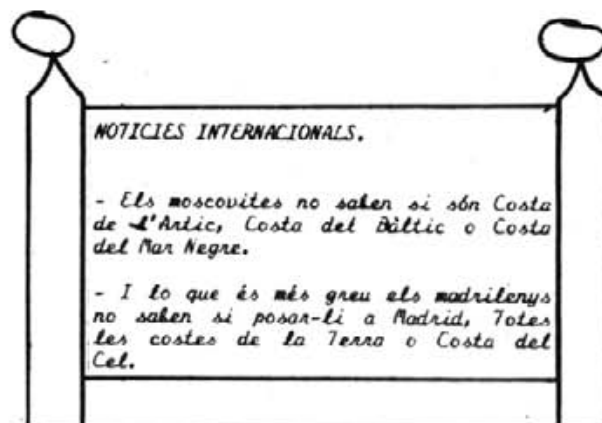 NOTICIES INTERNACIONALS.
- Els moscovites no saben si són Costa
de l'Artic, Costa del Bàltic o Costa
del Mar Negre.
- I lo que és més greu els madrilenys
no saben si posar-li a Madrid, Totes
les costes de la Terra o Costa del
Cel.